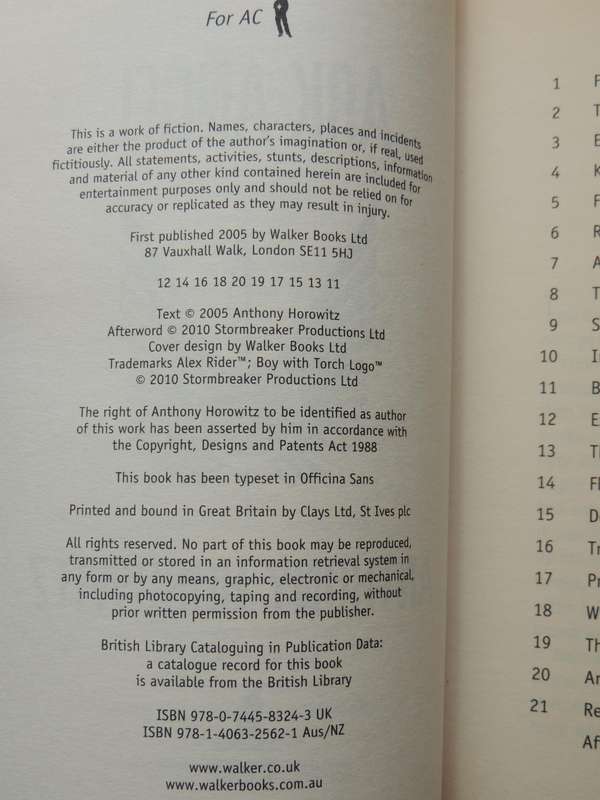 For AC
This is a work of fiction. Names, characters, places and incidents
are either the product of the author's imagination or, if real, used
fictitiously. All statements, activities, stunts, descriptions, information
and material of any other kind contained herein are included for
entertainment purposes only and should not be relied on for
accuracy or replicated as they may result in injury.
First published 2005 by Walker Books Ltd
87 Vauxhall Walk, London SE11 5HJ
12 14 16 18 20 19 17 15 13 11
Text © 2005 Anthony Horowitz
Afterword © 2010 Stormbreaker Productions Ltd
Cover design by Walker Books Ltd
Trademarks Alex Rider™; Boy with Torch Logo™
© 2010 Stormbreaker Productions Ltd
The right of Anthony Horowitz to be identified as author
of this work has been asserted by him in accordance with
the Copyright, Designs and Patents Act 1988
This book has been typeset in Officina Sans
Printed and bound in Great Britain by Clays Ltd, St Ives plc
All rights reserved. No part of this book may be reproduced,
transmitted or stored in an information retrieval system in
any form or by any means, graphic, electronic or mechanical,
including photocopying, taping and recording, without
prior written permission from the publisher.
British Library Cataloguing in Publication Data:
a catalogue record for this book
is available from the British Library
ISBN 978-0-7445-8324-3 UK
ISBN 978-1-4063-2562-1 Aus/NZ
www.walker.co.uk
www.walkerbooks.com.au
1
2
3
4
5
6
7
8
9
10
11
12
13
14
15
16
17
18
19
20
21